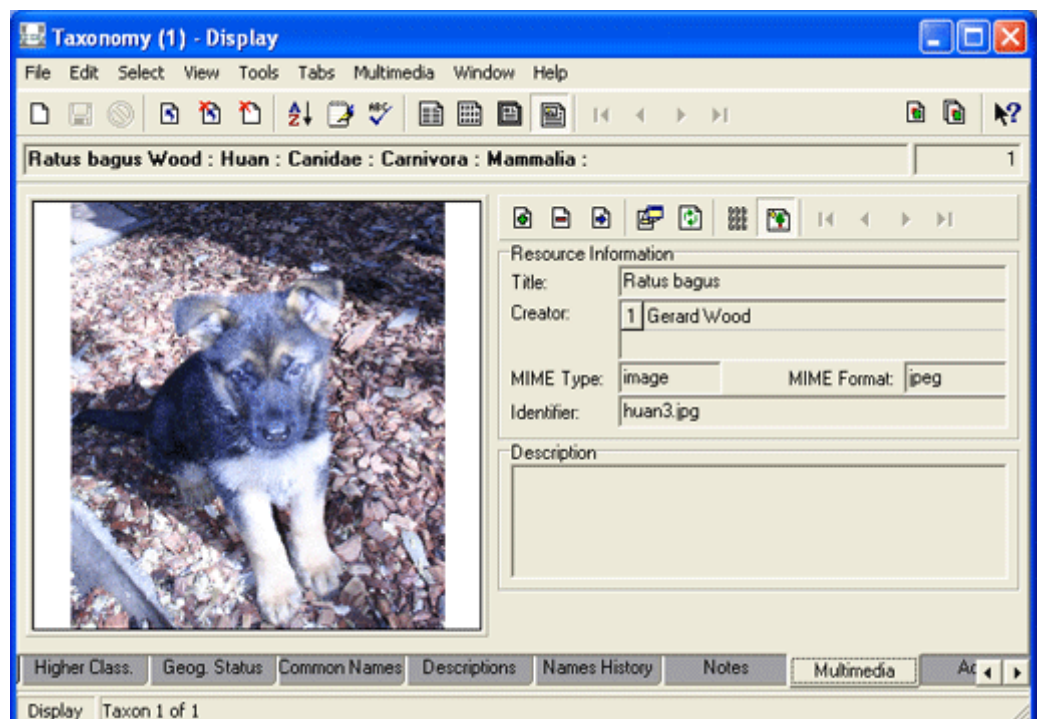 Taxonomy (1) - Display
File Edit Select View Tools Tabs Multimedia Window Help
Ratus bagus Wood : Huan : Canidae : Carnivora : Mammalia : 1
Resource Information
Title: Ratus bagus
Creator: 1 Gerard Wood
MIME Type: image MIME Format: jpeg
Identifier: huan3.jpg
Description
Higher Class. Geog. Status Common Names Descriptions Names History Notes Multimedia
Display Taxon 1 of 1